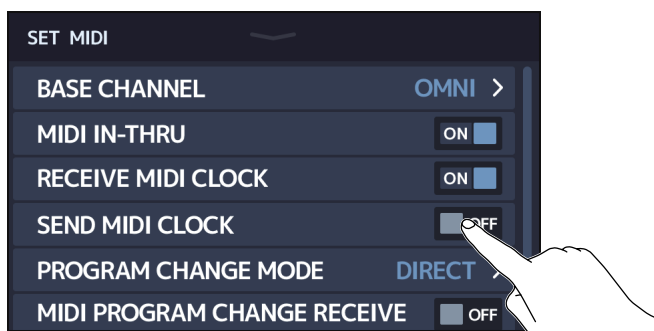 SET MIDI
BASE CHANNEL OMNI >
MIDI IN-THRU ON
RECEIVE MIDI CLOCK ON
SEND MIDI CLOCK OFF
PROGRAM CHANGE MODE DIRECT >
MIDI PROGRAM CHANGE RECEIVE OFF